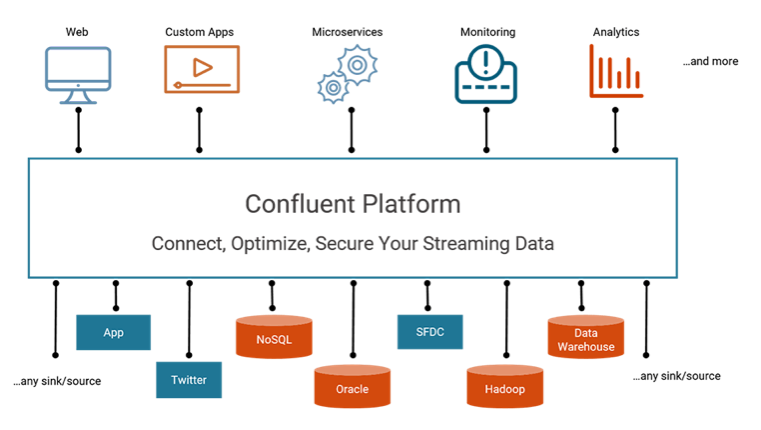 Web
Custom Apps
Microservices
Monitoring
Analytics
...and more
Confluent Platform
Connect, Optimize, Secure Your Streaming Data
App
NoSQL
SFDC
Data
Warehouse
...any sink/source
Twitter
Oracle
Hadoop
...any sink/source